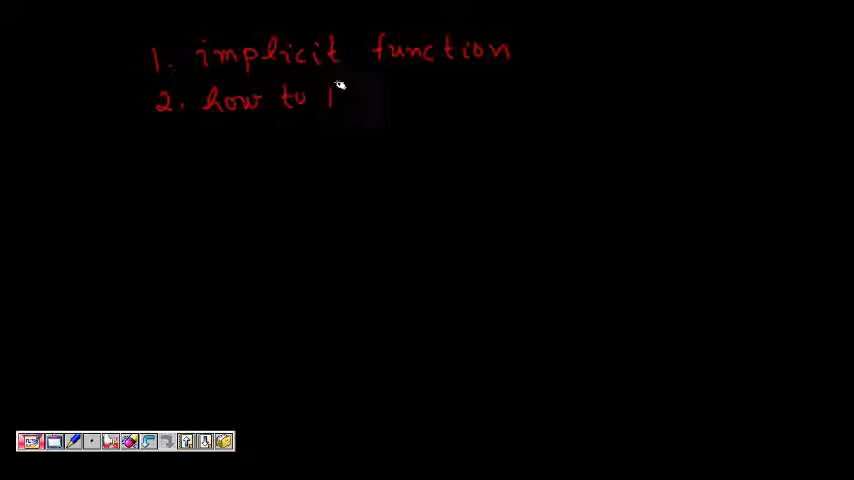 1. implicit function
2. how to